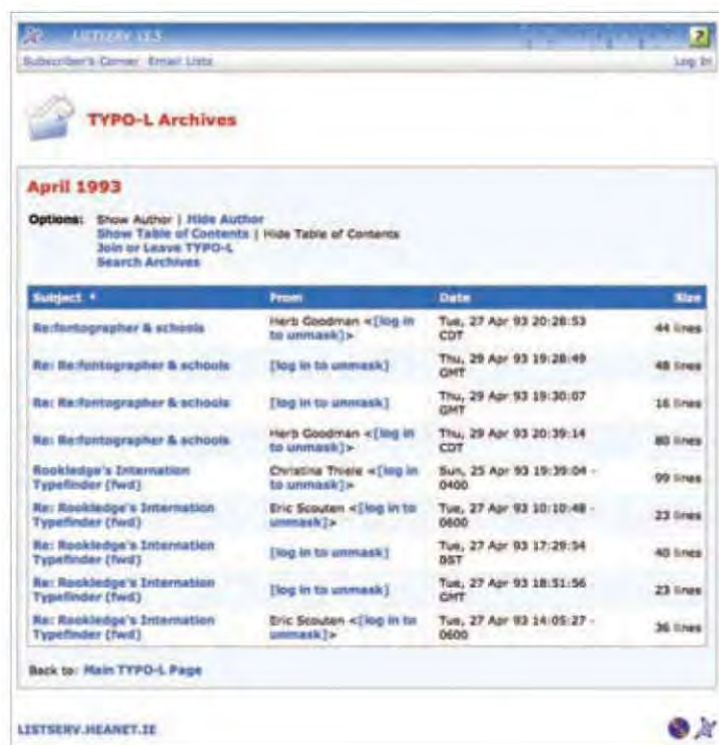 LISTSERV 15.5
Subscriber's Corner Email Lists Log In
TYPO-L Archives
April 1993
Options: Show Author | Hide Author
Show Table of Contents | Hide Table of Contents
Join or Leave TYPO-L
Search Archives
Subject From Date Size
Re:fontographer & schools Herb Goodman <[log in to unmask]> Tue, 27 Apr 93 20:28:53 CDT 44 lines
Re: Re:fontographer & schools [log in to unmask] Thu, 29 Apr 93 19:28:49 GMT 48 lines
Re: Re:fontographer & schools [log in to unmask] Thu, 29 Apr 93 19:30:07 GMT 16 lines
Re: Re:fontographer & schools Herb Goodman <[log in to unmask]> Thu, 29 Apr 93 20:39:14 CDT 80 lines
Rookledge's Internation Typefinder (fwd) Christina Thiele <[log in to unmask]> Sun, 25 Apr 93 19:39:04 -0400 99 lines
Re: Rookledge's Internation Typefinder (fwd) Eric Scouten <[log in to unmask]> Tue, 27 Apr 93 10:10:48 -0600 23 lines
Re: Rookledge's Internation Typefinder (fwd) [log in to unmask] Tue, 27 Apr 93 17:29:54 BST 40 lines
Re: Rookledge's Internation Typefinder (fwd) [log in to unmask] Tue, 27 Apr 93 18:51:56 GMT 23 lines
Re: Rookledge's Internation Typefinder (fwd) Eric Scouten <[log in to unmask]> Tue, 27 Apr 93 14:05:27 -0600 36 lines
Back to: Main TYPO-L Page
LISTSERV.HEANET.IE